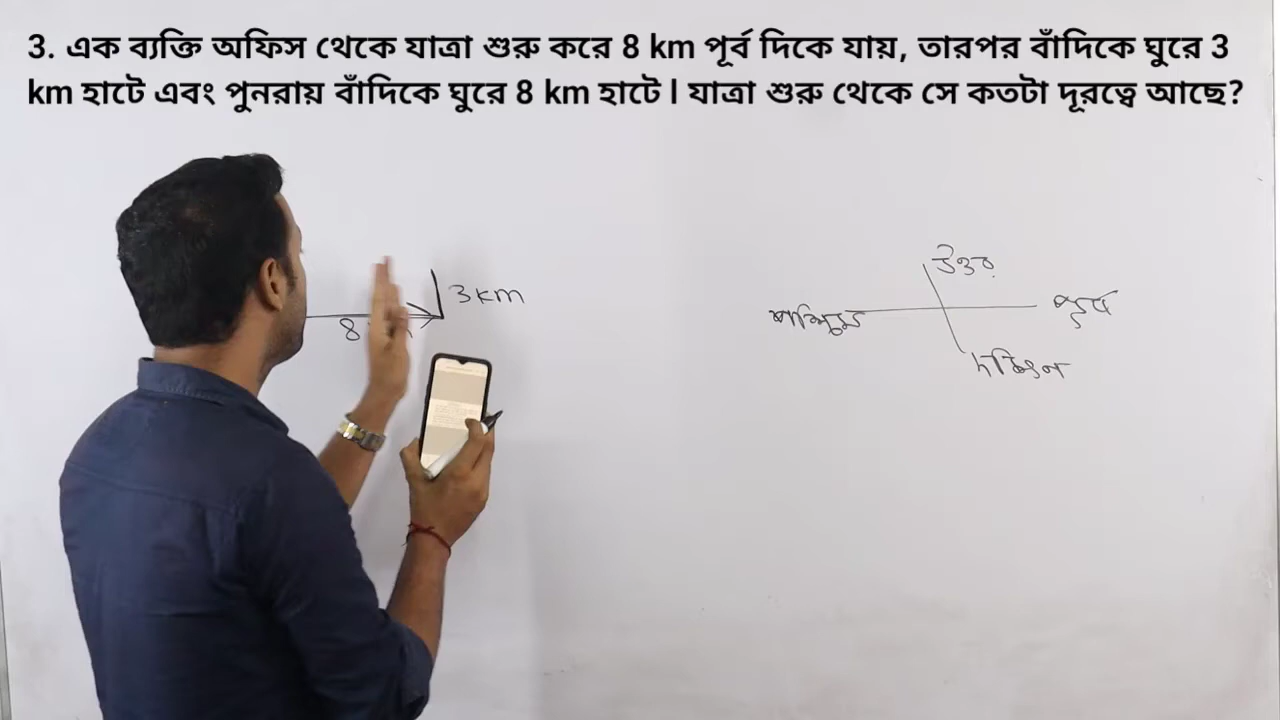 3. এক ব্যক্তি অফিস থেকে যাত্রা শুরু করে 8 km পূর্ব দিকে যায়, তারপর বাঁদিকে ঘুরে 3
km হাটে এবং পুনরায় বাঁদিকে ঘুরে 8 km হাটে l যাত্রা শুরু থেকে সে কতটা দূরত্বে আছে?
উত্তর
3 km
পূর্ব
পশ্চিম
8
দক্ষিণ